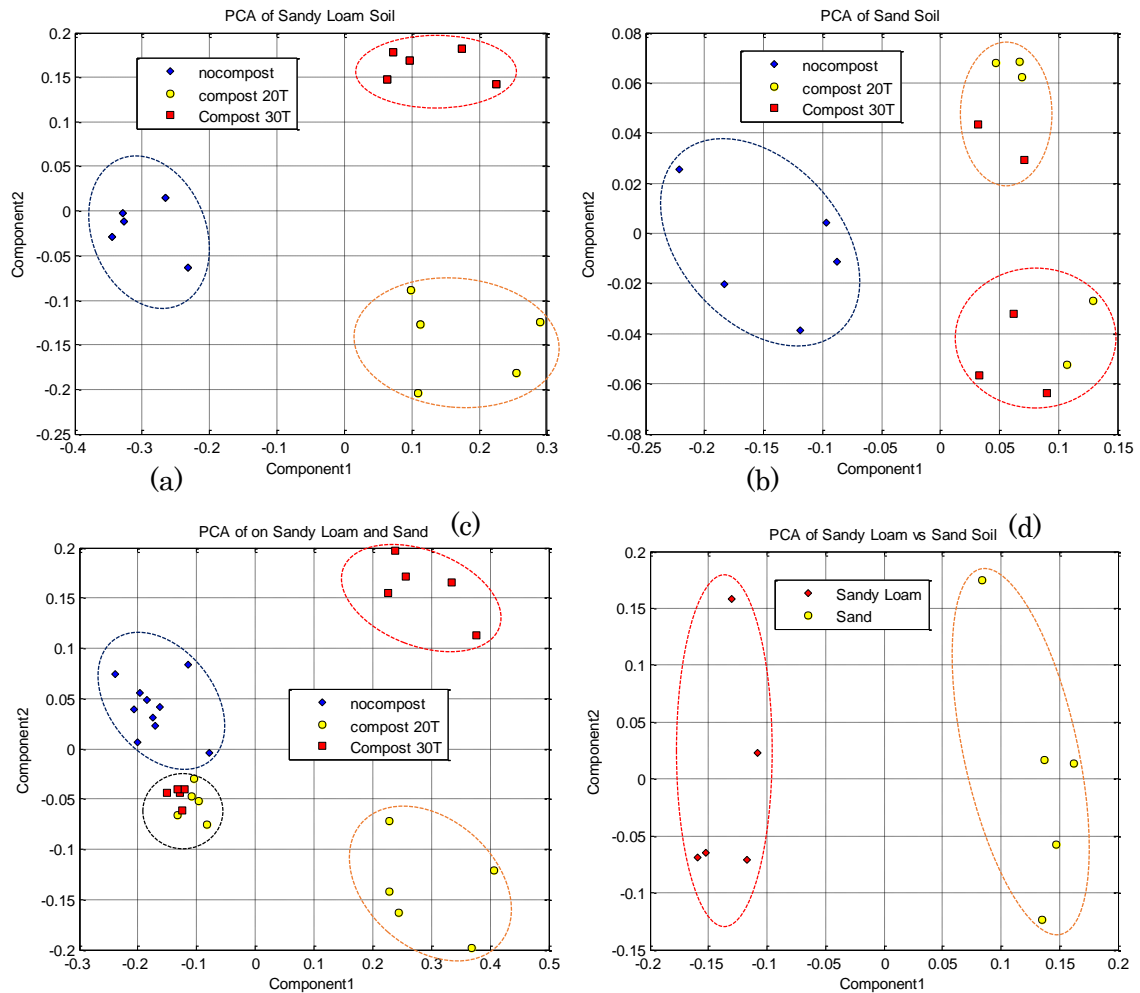 PCA of Sandy Loam Soil
0.2
0.15
0.1
0.05
0
-0.05
-0.1
-0.15
-0.2
-0.25
Component2
nocompost
compost 20T
Compost 30T
-0.4 -0.3 -0.2 -0.1 0 0.1 0.2 0.3
Component1
(a)
PCA of Sand Soil
0.08
0.06
0.04
0.02
0
-0.02
-0.04
-0.06
-0.08
Component2
nocompost
compost 20T
Compost 30T
-0.25 -0.2 -0.15 -0.1 -0.05 0 0.05 0.1 0.15
Component1
(b)
PCA of on Sandy Loam and Sand
(c)
0.2
0.15
0.1
0.05
0
-0.05
-0.1
-0.15
-0.2
Component2
nocompost
compost 20T
Compost 30T
-0.3 -0.2 -0.1 0 0.1 0.2 0.3 0.4 0.5
Component1
(d)
PCA of Sandy Loam vs Sand Soil
0.2
0.15
0.1
0.05
0
-0.05
-0.1
-0.15
Component2
Sandy Loam
Sand
-0.2 -0.15 -0.1 -0.05 0 0.05 0.1 0.15 0.2
Component1